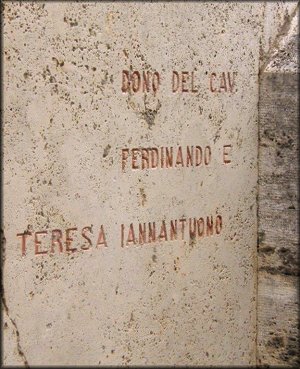 DONO DEL CAV.
FERDINANDO E
TERESA IANNANTUONO